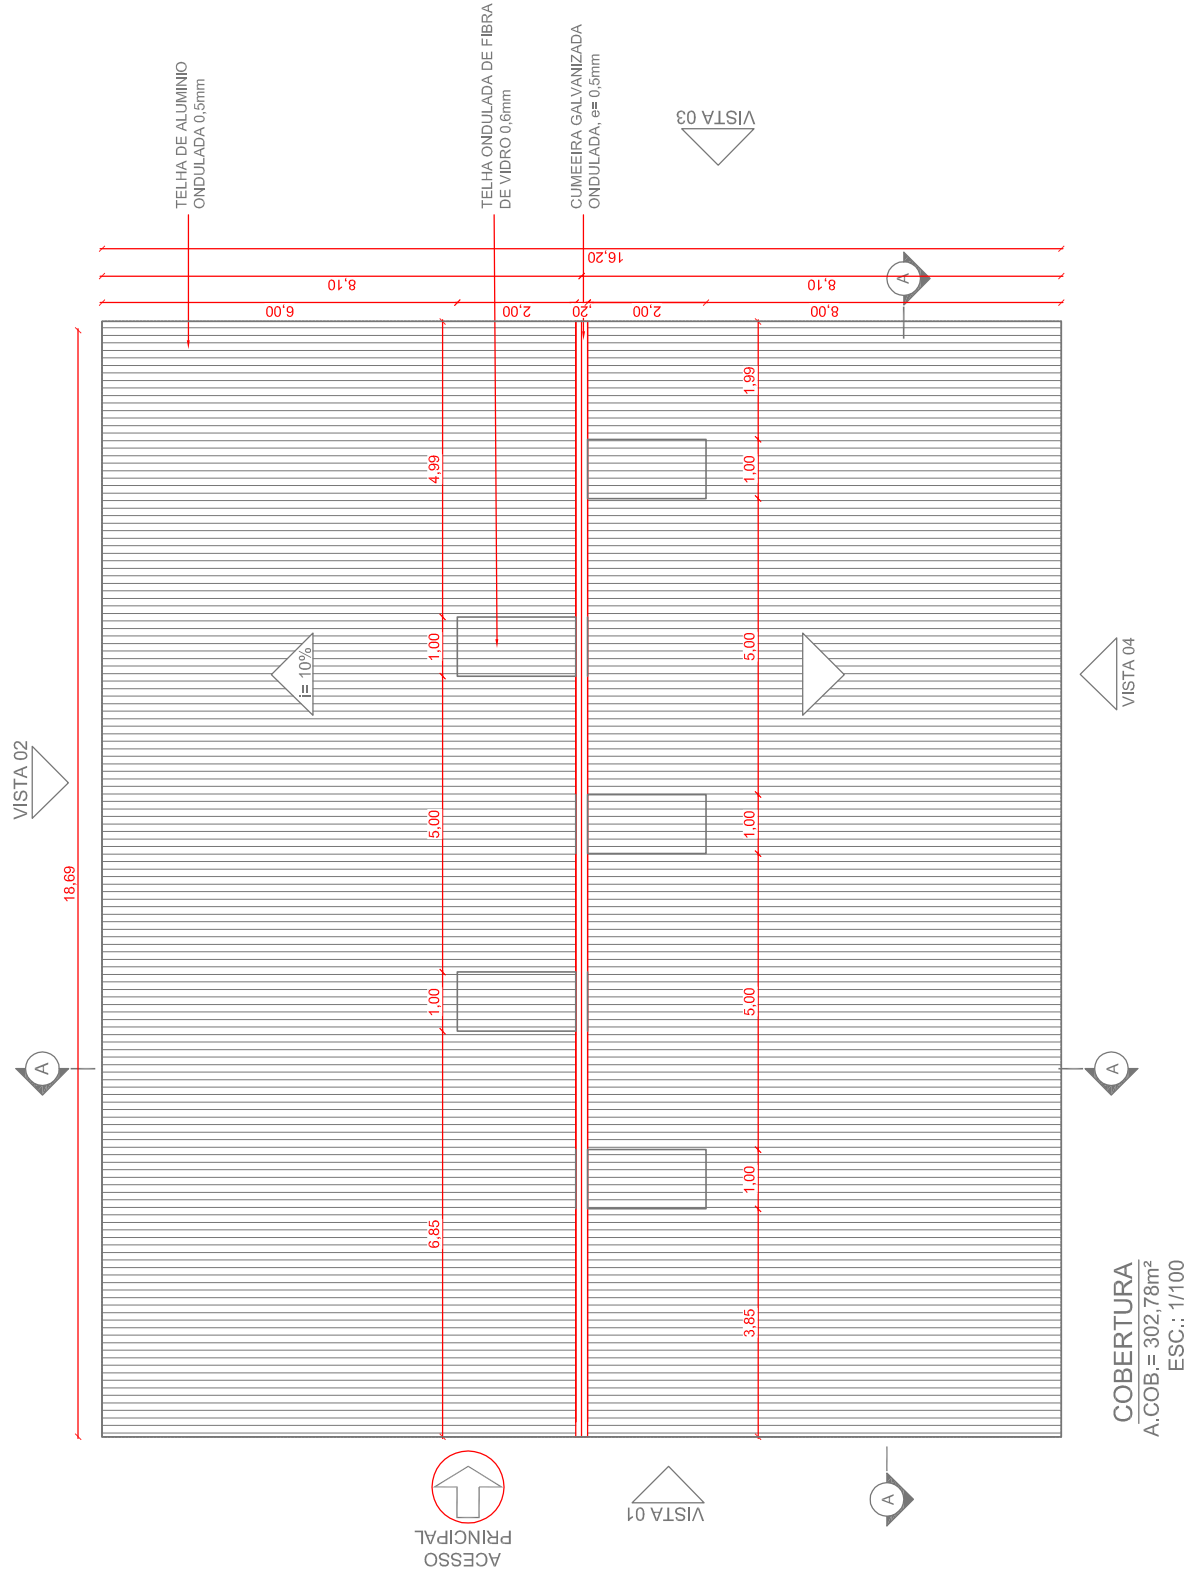 TELHA DE ALUMINIO
ONDULADA 0,5mm
TELHA ONDULADA DE FIBRA
DE VIDRO 0,6mm
CUMEEIRA GALVANIZADA
ONDULADA, e= 0,5mm
VISTA 03
16,20
8,10
8,10
6,00
2,00
,20
2,00
8,00
A
18,69
VISTA 02
4,99
1,00
5,00
1,00
6,85
i= 10%
1,99
1,00
5,00
1,00
5,00
1,00
3,85
VISTA 04
A
A
ACESSO
PRINCIPAL
VISTA 01
A
COBERTURA
A.COB.= 302,78m²
ESC.: 1/100